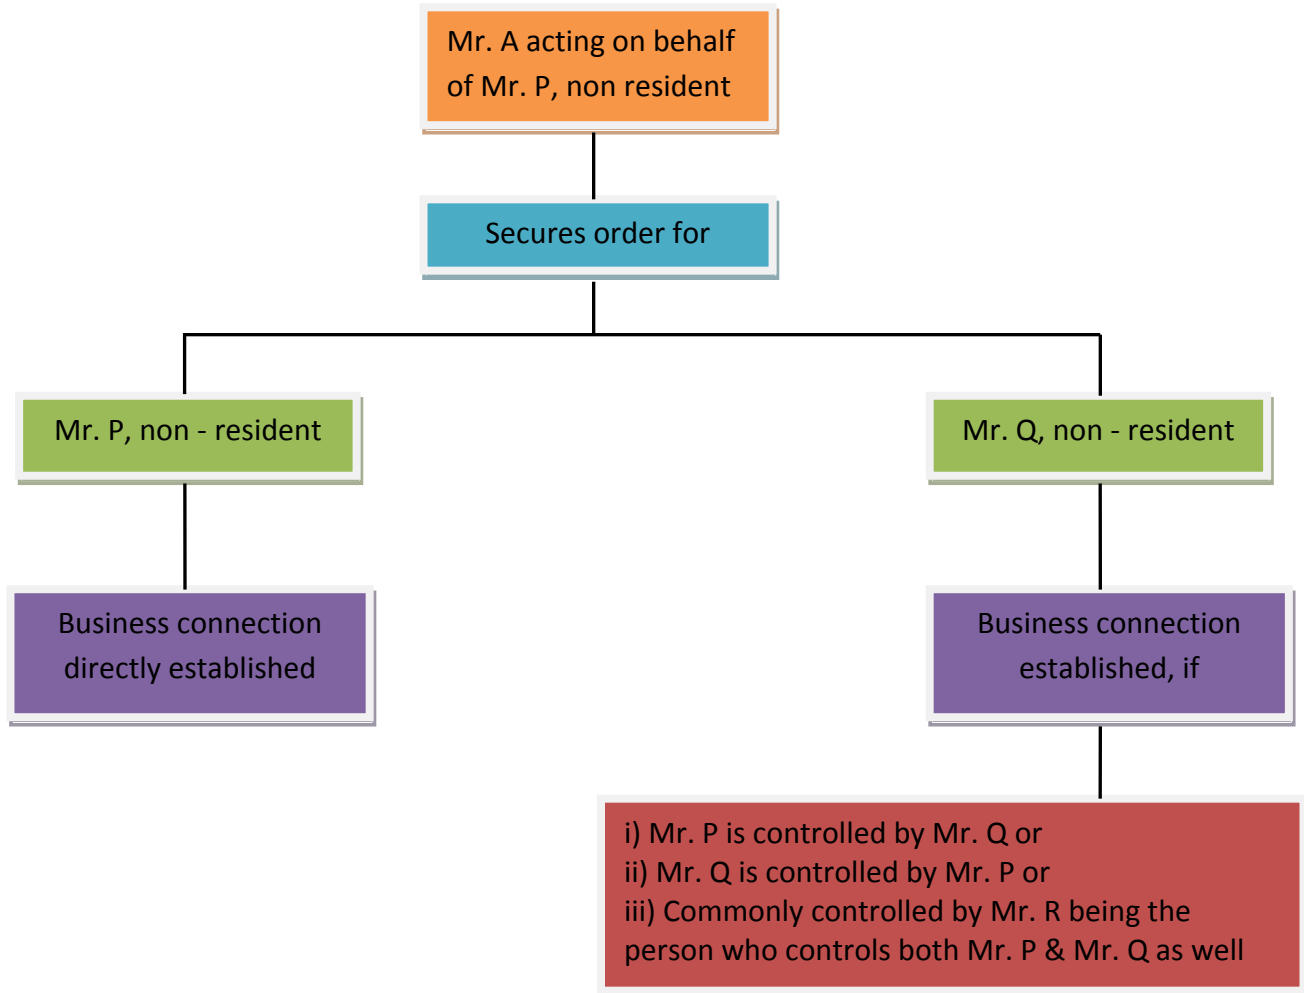 Mr. A acting on behalf
of Mr. P, non resident
Secures order for
Mr. P, non - resident
Mr. Q, non - resident
Business connection
directly established
Business connection
established, if
i) Mr. P is controlled by Mr. Q or
ii) Mr. Q is controlled by Mr. P or
iii) Commonly controlled by Mr. R being the
person who controls both Mr. P & Mr. Q as well